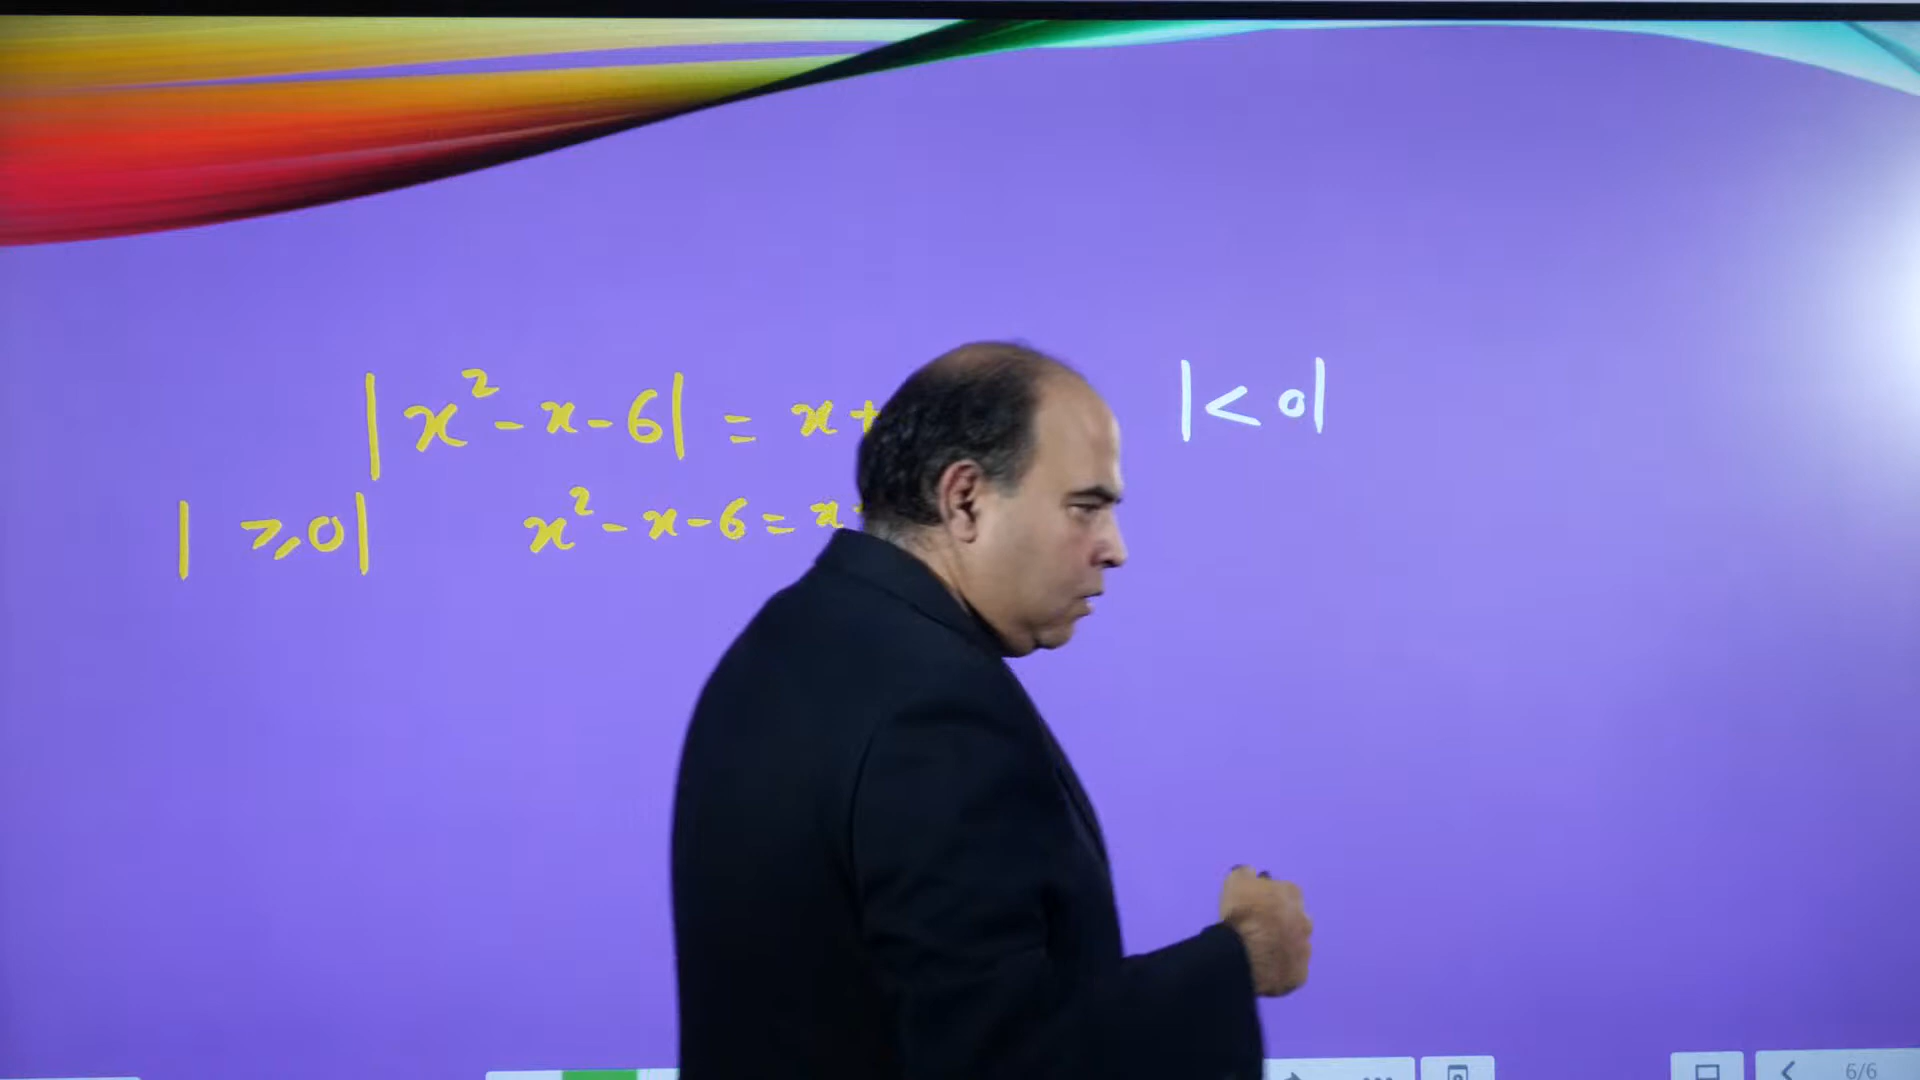 |x²-x-6| = x+
|<0|
| ⩾0| x²-x-6=x
6/6